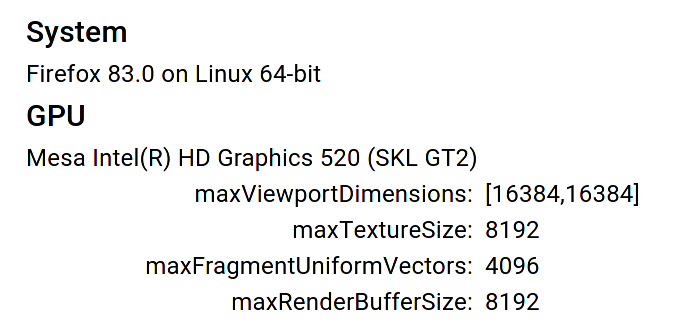 System
Firefox 83.0 on Linux 64-bit
GPU
Mesa Intel(R) HD Graphics 520 (SKL GT2)
maxViewportDimensions: [16384,16384]
maxTextureSize: 8192
maxFragmentUniformVectors: 4096
maxRenderBufferSize: 8192